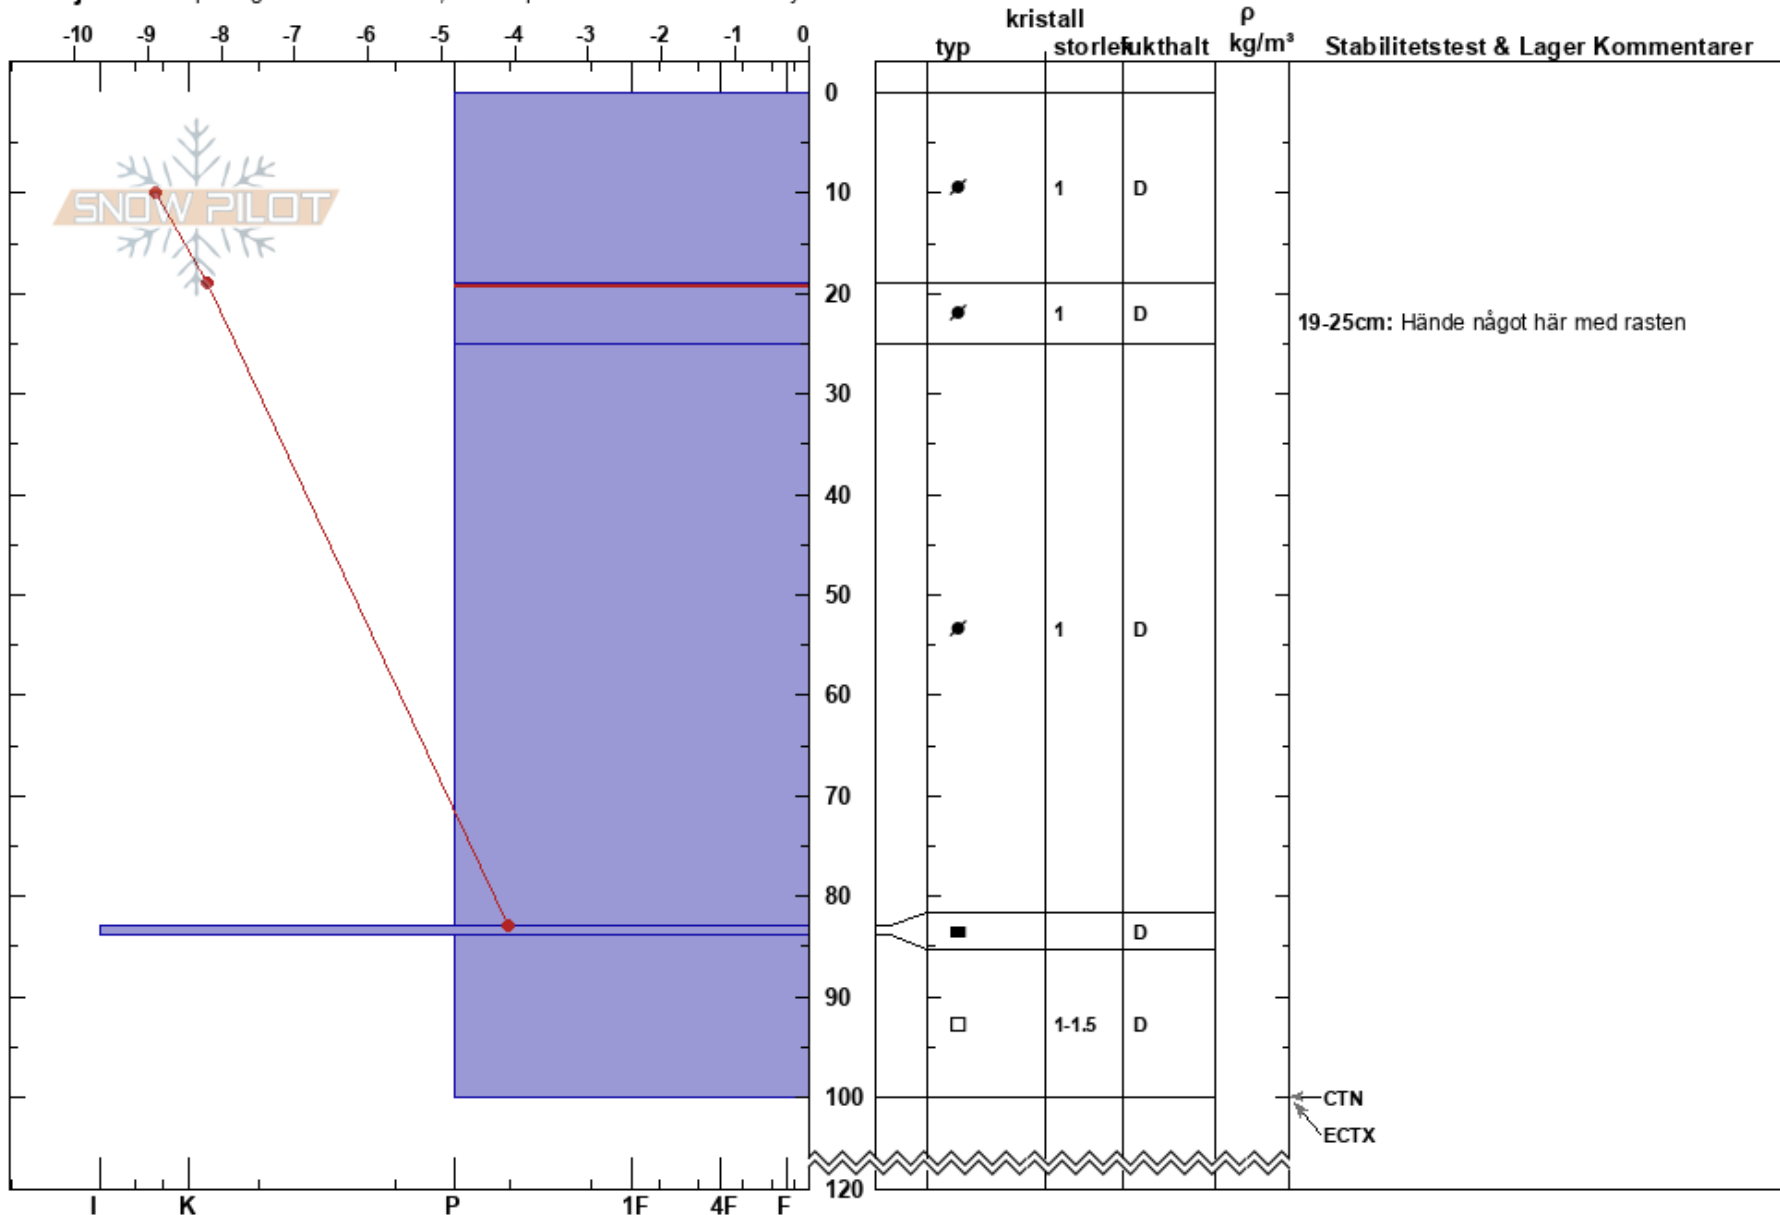 kristall ρ
typ storlek fukthalt kg/m³ Stabilitetstest & Lager Kommentarer
-10 -9 -8 -7 -6 -5 -4 -3 -2 -1 0
0
SNOW PILOT
10 1 D
20 1 D
19-25cm: Hände något här med rasten
30
40
50
60 1 D
70
80
D
90
1-1.5 D
100 CTN
ECTX
120
I K P 1F 4F F